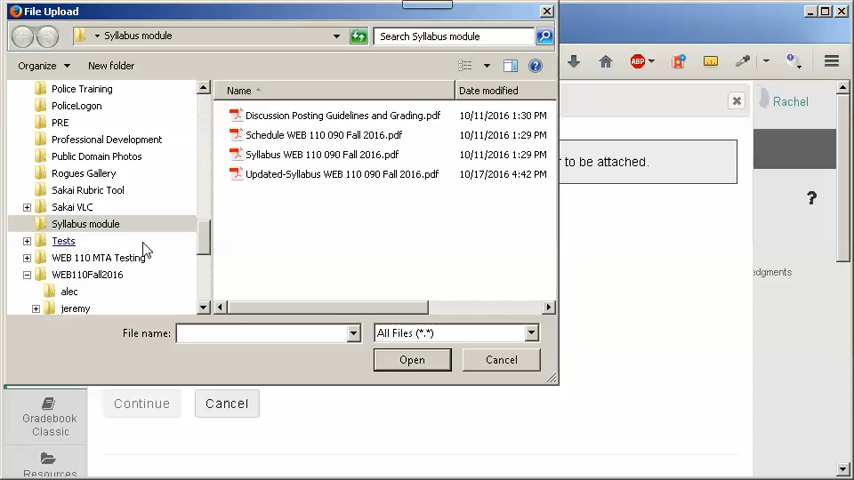 File Upload
Syllabus module
Search Syllabus module
Organize
New folder
Police Training
PoliceLogon
PRE
Professional Development
Public Domain Photos
Rogues Gallery
Sakai Rubric Tool
Sakai VLC
Syllabus module
Tests
WEB 110 MTA Testing
WEB110Fall2016
alec
jeremy
Name
Date modified
Discussion Posting Guidelines and Grading.pdf 10/11/2016 1:30 PM
Schedule WEB 110 090 Fall 2016.pdf 10/11/2016 1:29 PM
Syllabus WEB 110 090 Fall 2016.pdf 10/11/2016 1:29 PM
Updated-Syllabus WEB 110 090 Fall 2016.pdf 10/17/2016 4:42 PM
File name:
All Files (*.*)
Open
Cancel
ABP
Rachel
to be attached.
?
Continue
Cancel
Gradebook
Classic
Resources